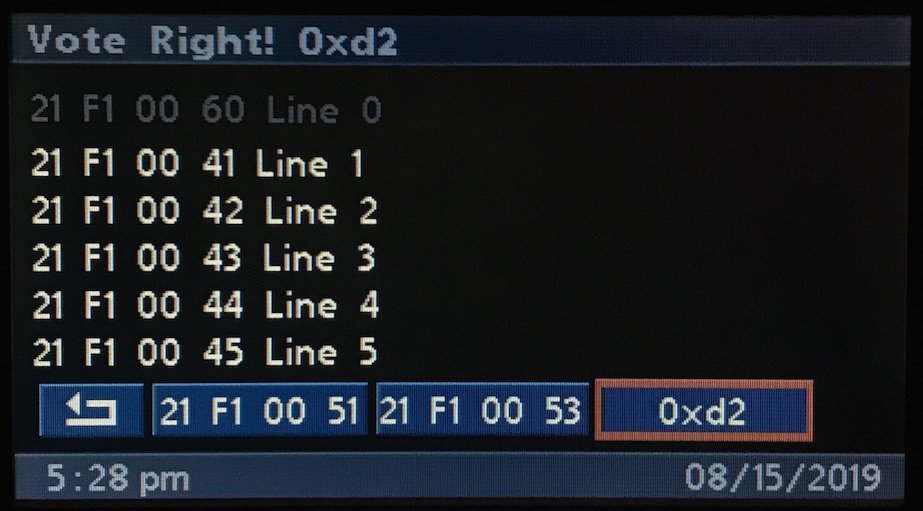 Vote Right! 0xd2
21 F1 00 60 Line 0
21 F1 00 41 Line 1
21 F1 00 42 Line 2
21 F1 00 43 Line 3
21 F1 00 44 Line 4
21 F1 00 45 Line 5
21 F1 00 51 21 F1 00 53 0xd2
5:28 pm 08/15/2019